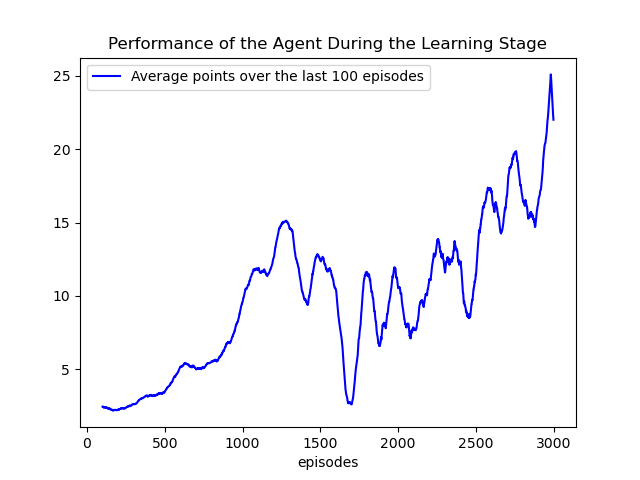 Performance of the Agent During the Learning Stage
Average points over the last 100 episodes
25
20
15
10
5
0 500 1000 1500 2000 2500 3000
episodes